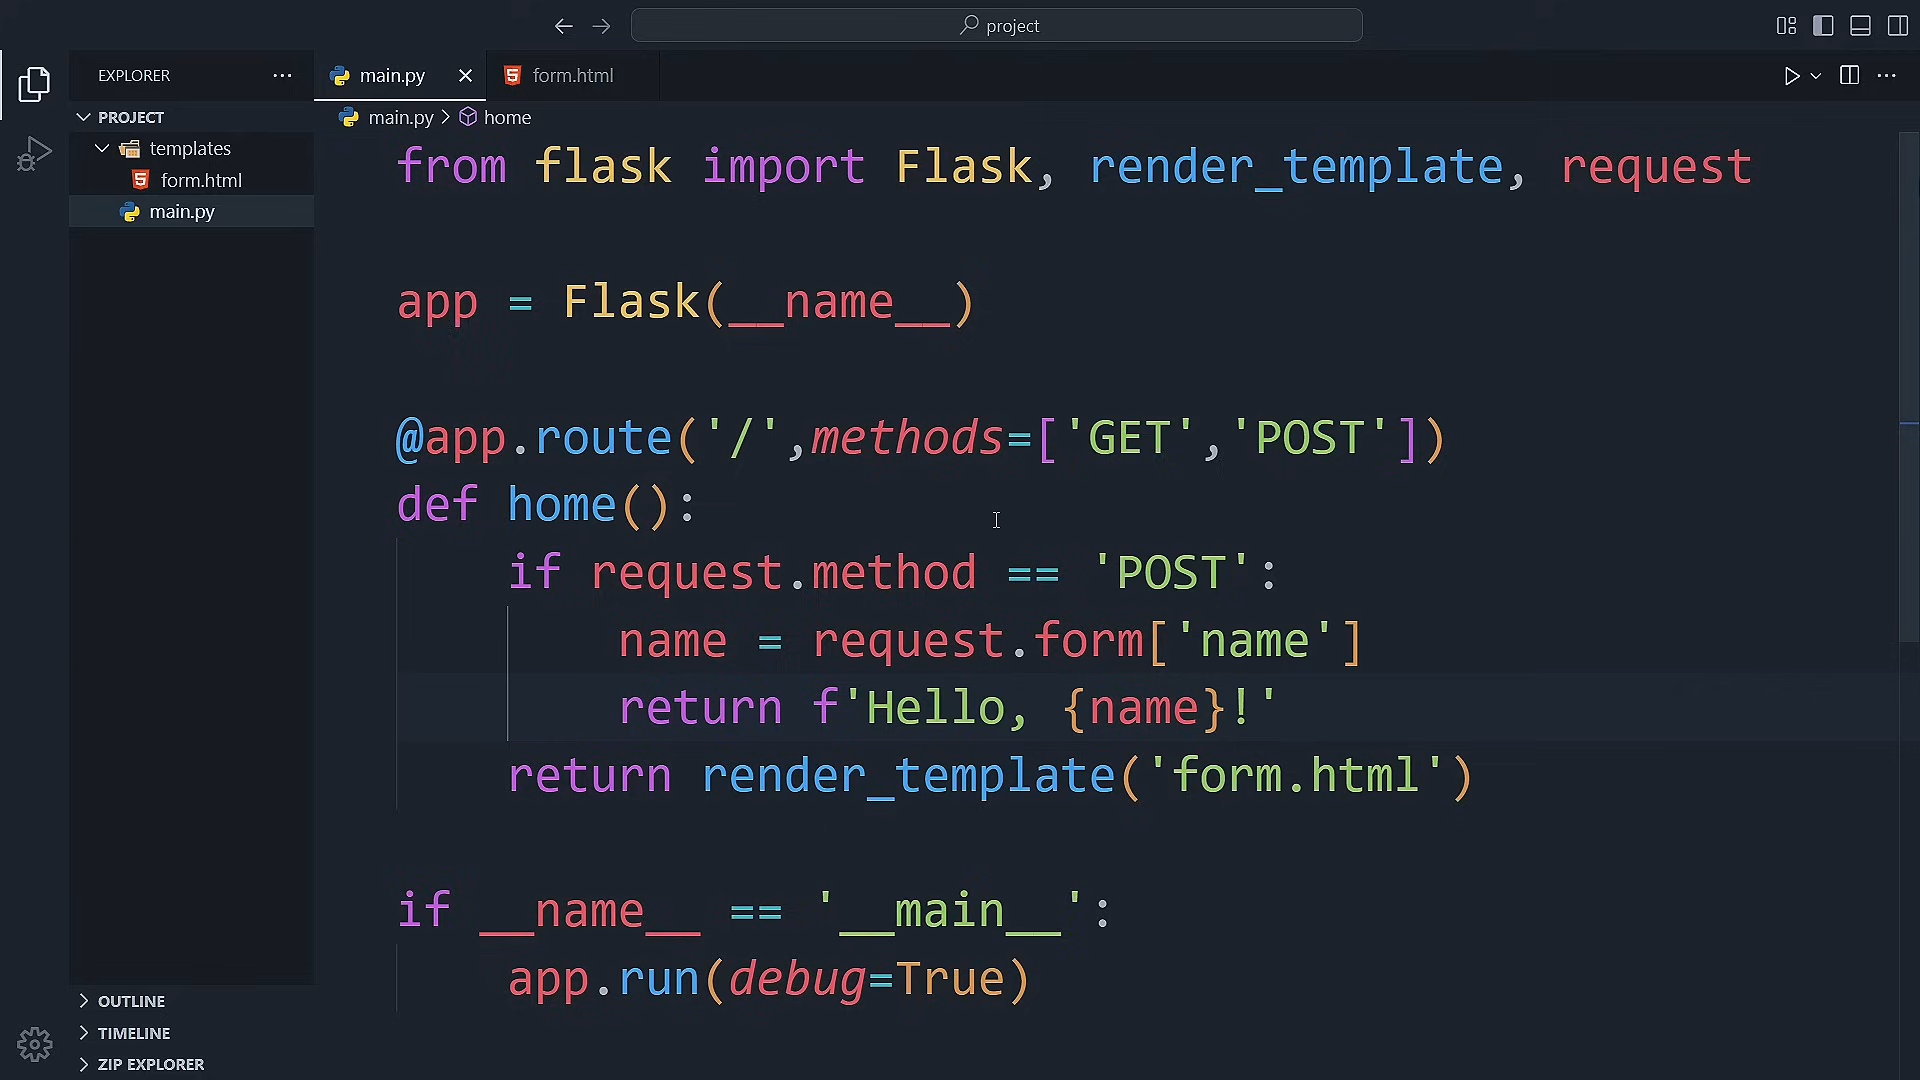 project
EXPLORER
PROJECT
templates
form.html
main.py
OUTLINE
TIMELINE
ZIP EXPLORER
main.py
form.html
main.py > home
from flask import Flask, render_template, request
app = Flask(__name__)
@app.route('/',methods=['GET','POST'])
def home():
    if request.method == 'POST':
        name = request.form['name']
        return f'Hello, {name}!'
    return render_template('form.html')
if __name__ == '__main__':
    app.run(debug=True)